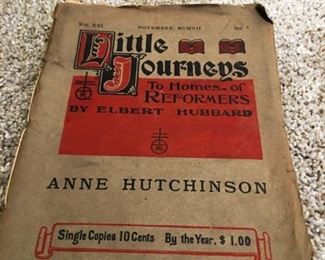 Vol. XXI NOVEMBER, MCMVII No.
Little
Journeys
To Homes of
REFORMERS
BY ELBERT HUBBARD
ANNE HUTCHINSON
Single Copies 10 Cents By the Year, $ 1.00